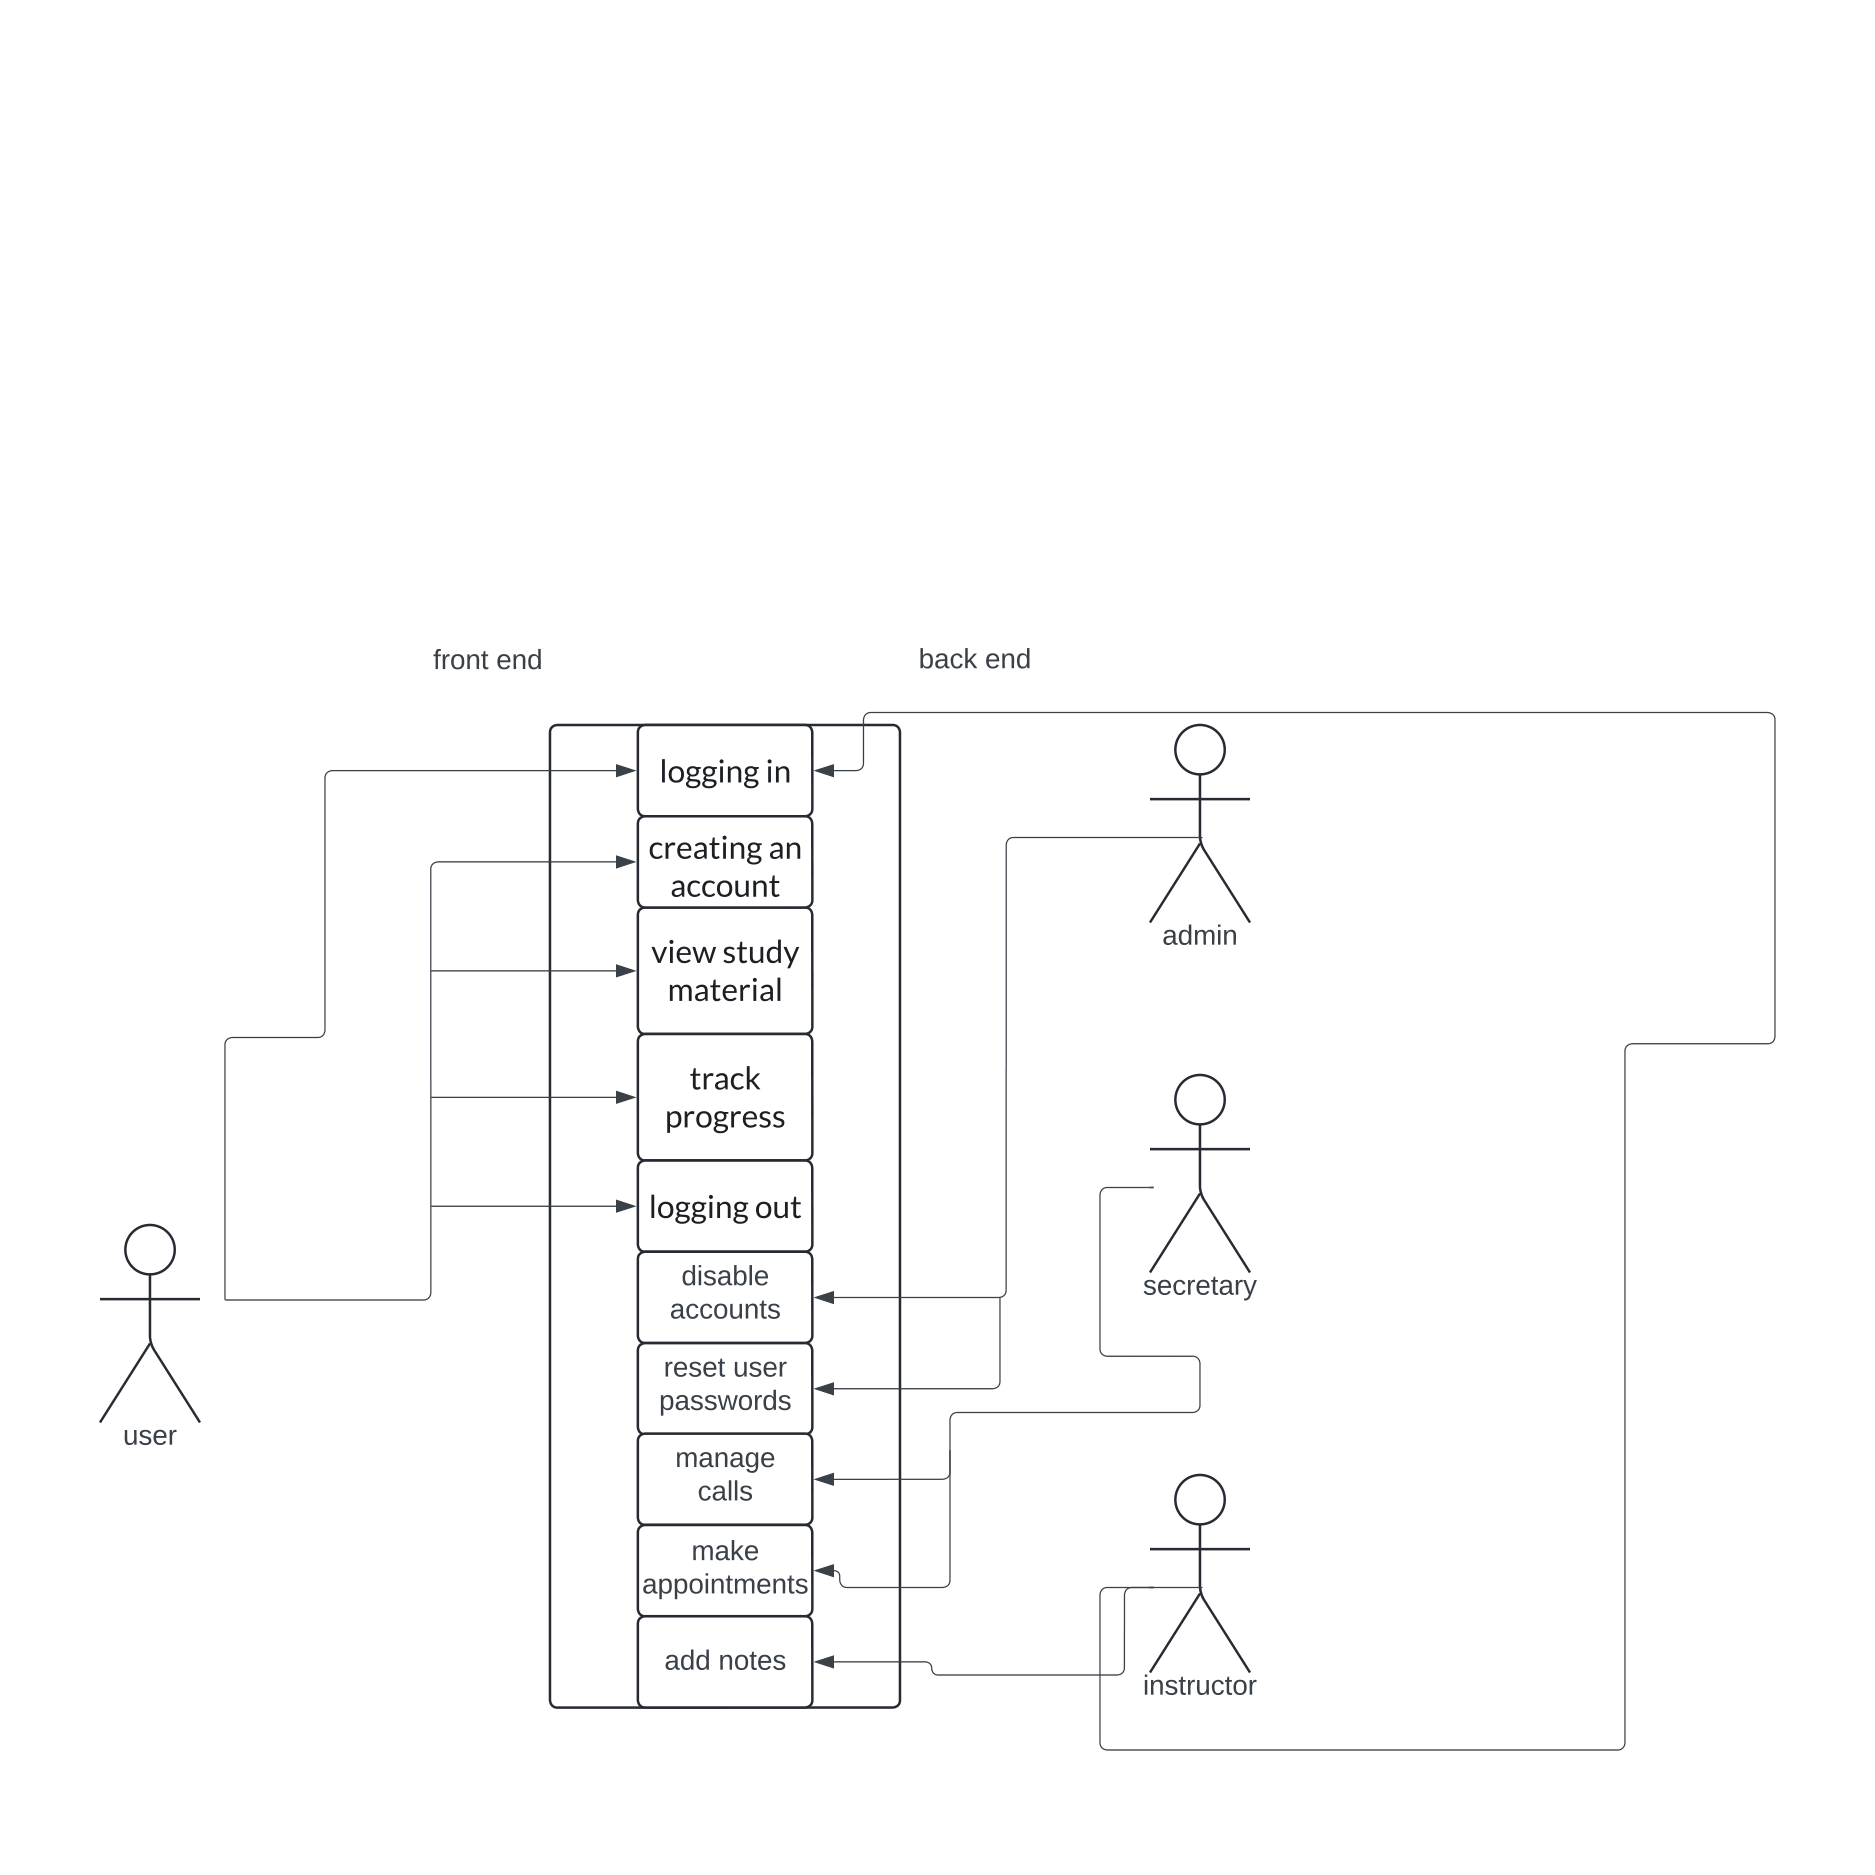 front end
back end
logging in
creating an
account
view study
material
track
progress
logging out
disable
accounts
reset user
passwords
manage
calls
make
appointments
add notes
user
admin
secretary
instructor